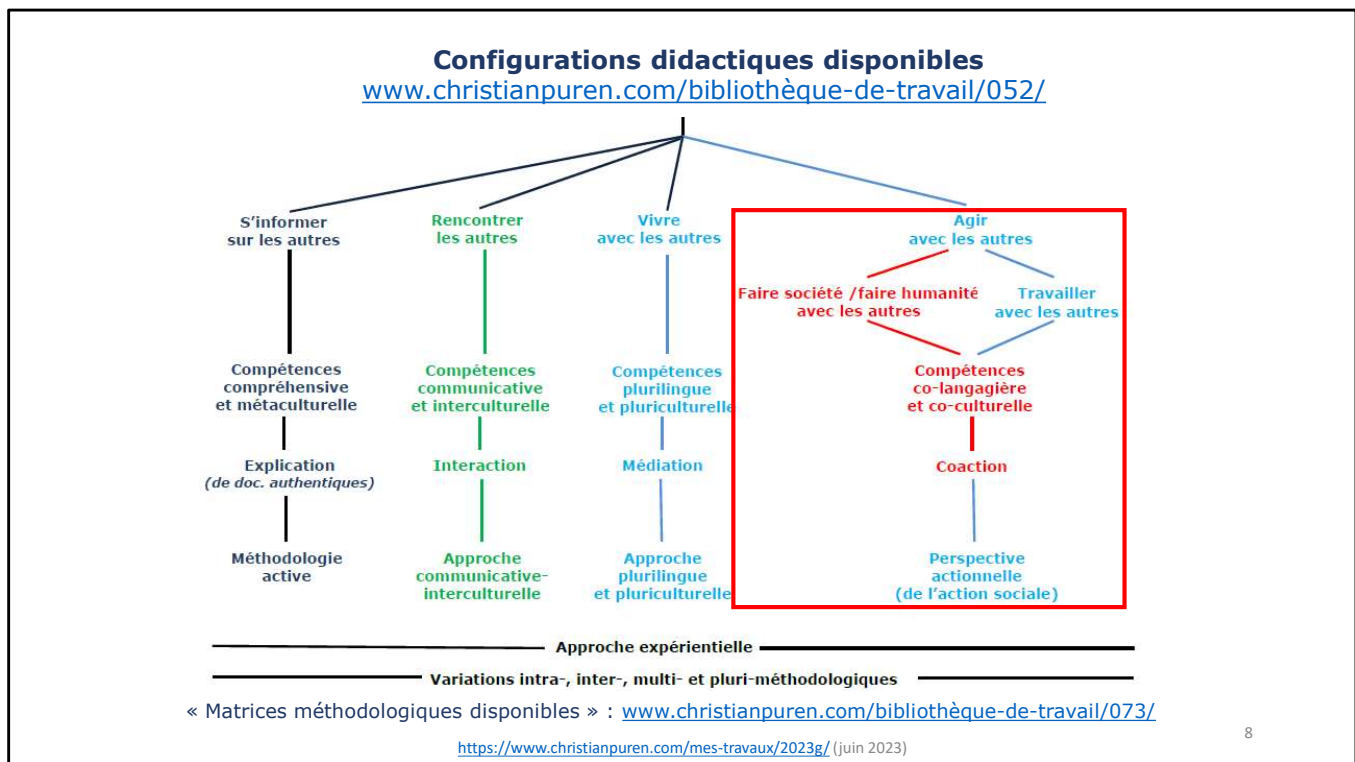 Configurations didactiques disponibles
www.christianpuren.com/bibliothèque-de-travail/052/
S'informer
sur les autres
Rencontrer
les autres
Vivre
avec les autres
Agir
avec les autres
Faire société /faire humanité
avec les autres
Travailler
avec les autres
Compétences
compréhensive
et métaculturelle
Compétences
communicative
et interculturelle
Compétences
plurilingue
et pluriculturelle
Compétences
co-langagière
et co-culturelle
Explication
(de doc. authentiques)
Interaction
Médiation
Coaction
Méthodologie
active
Approche
communicative-
interculturelle
Approche
plurilingue
et pluriculturelle
Perspective
actionnelle
(de l'action sociale)
Approche expérientielle
Variations intra-, inter-, multi- et pluri-méthodologiques
« Matrices méthodologiques disponibles » : www.christianpuren.com/bibliothèque-de-travail/073/
https://www.christianpuren.com/mes-travaux/2023g/ (juin 2023)
8